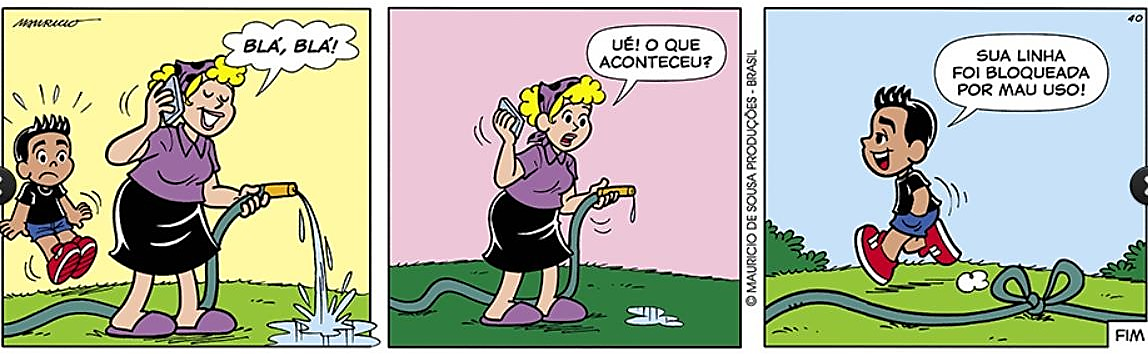 MAURICIO
BLÁ, BLÁ!
UÉ! O QUE
ACONTECEU?
© MAURICIO DE SOUSA PRODUÇÕES - BRASIL
40
SUA LINHA
FOI BLOQUEADA
POR MAU USO!
FIM